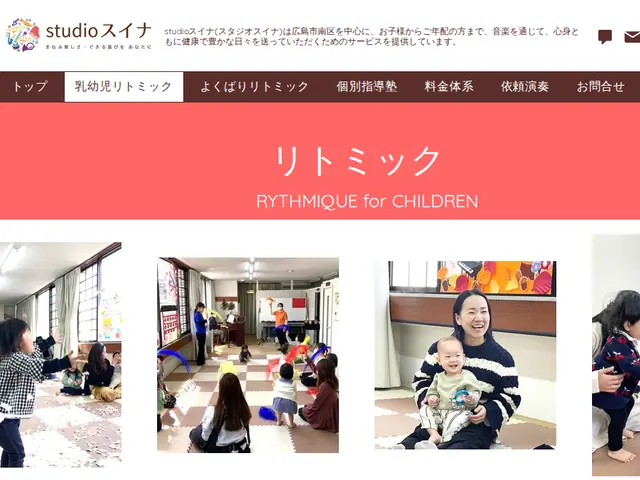 studioスイナ
まなぶ楽しさ・できる喜びを あなたに
studioスイナ(スタジオスイナ)は広島市南区を中心に、お子様からご年配の方まで、音楽を通じて、心身と
もに健康で豊かな日々を送っていただくためのサービスを提供しています。
トップ
乳幼児リトミック
よくばりリトミック
個別指導塾
料金体系
依頼演奏
お問合せ
リトミック
RYTHMIQUE for CHILDREN